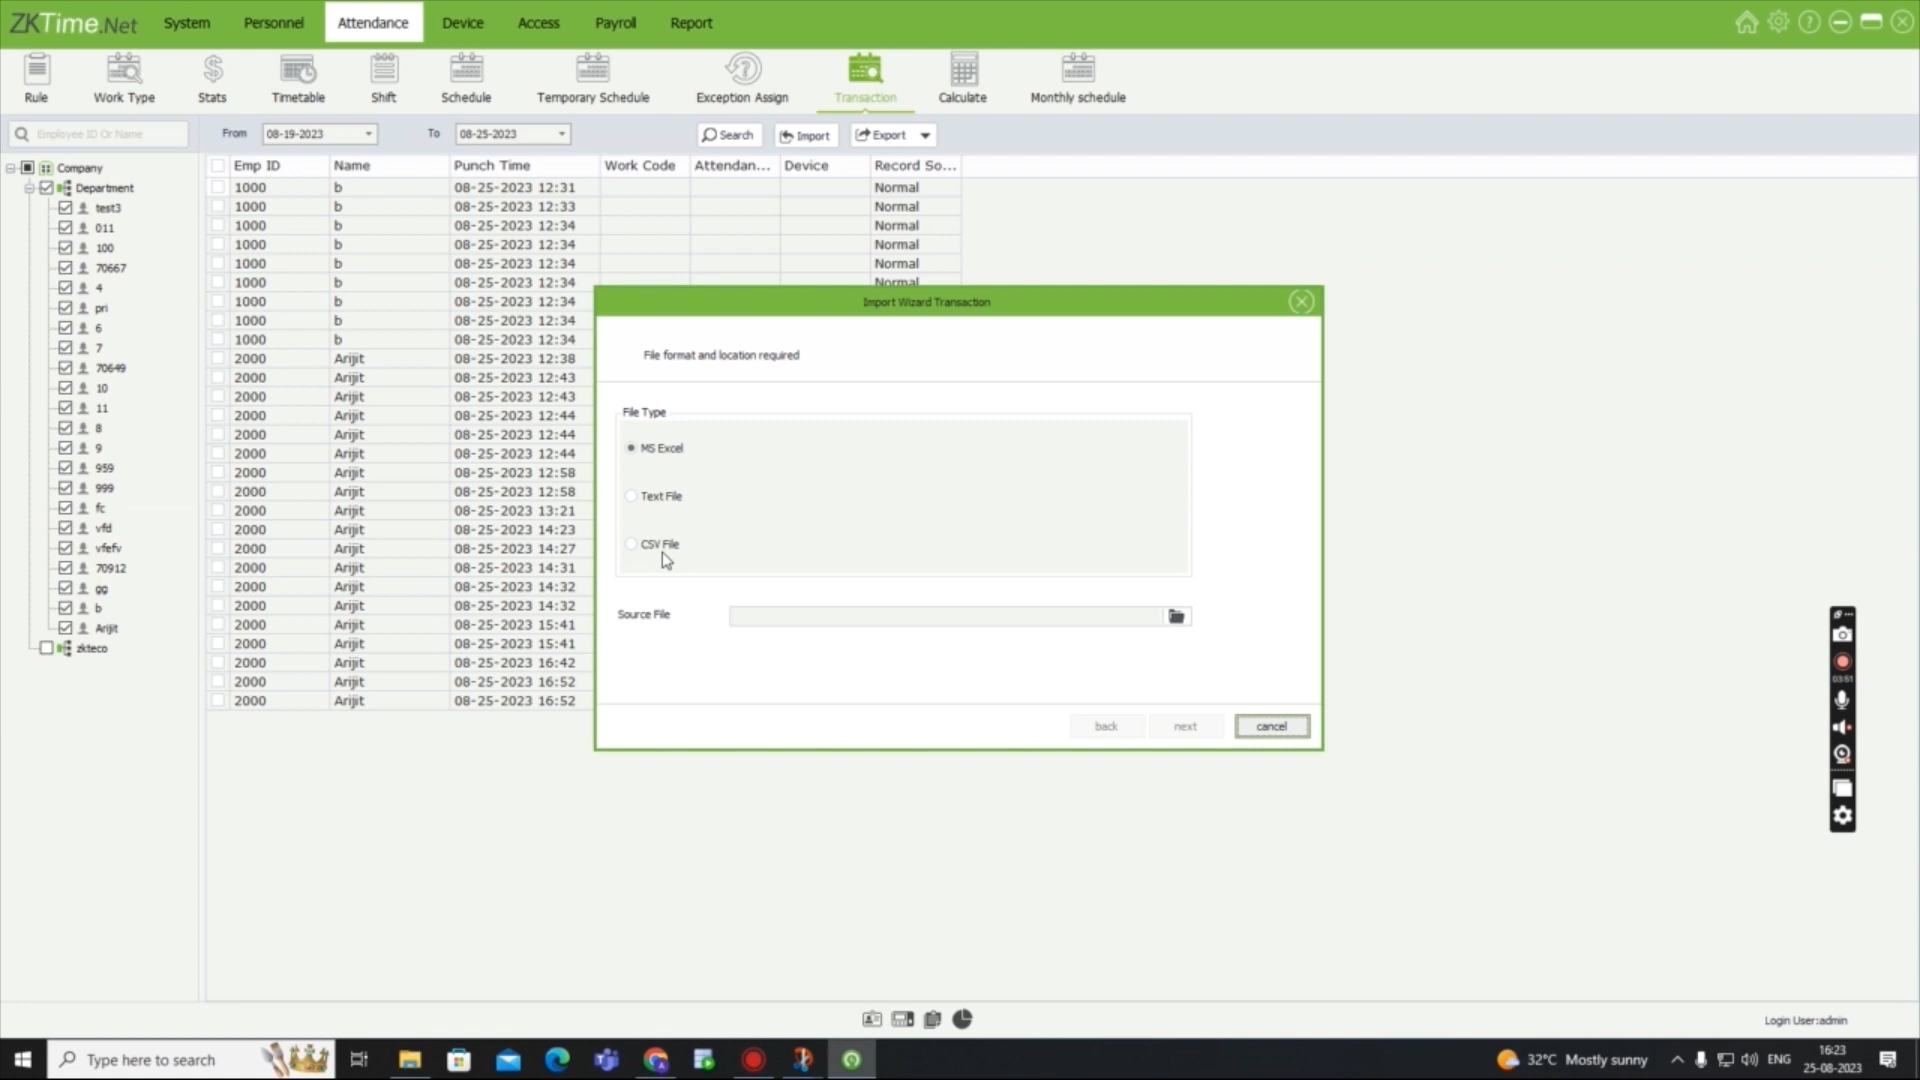 ZKTime.Net System Personnel Attendance Device Access Payroll Report
Rule Work Type Stats Timetable Shift Schedule Temporary Schedule Exception Assign Transaction Calculate Monthly schedule
Employee ID Or Name From 08-19-2023 To 08-25-2023 Search Import Export
Company
Department
test3
011
100
70667
4
pri
6
7
70649
10
11
8
9
959
999
fc
vfd
vfefv
70912
gg
b
Arijit
zkteco
Emp ID Name Punch Time Work Code Attendan... Device Record So...
1000 b 08-25-2023 12:31 Normal
1000 b 08-25-2023 12:33 Normal
1000 b 08-25-2023 12:34 Normal
1000 b 08-25-2023 12:34 Normal
1000 b 08-25-2023 12:34 Normal
1000 b 08-25-2023 12:34 Normal
1000 b 08-25-2023 12:34
1000 b 08-25-2023 12:34
1000 b 08-25-2023 12:34
2000 Arijit 08-25-2023 12:38
2000 Arijit 08-25-2023 12:43
2000 Arijit 08-25-2023 12:43
2000 Arijit 08-25-2023 12:44
2000 Arijit 08-25-2023 12:44
2000 Arijit 08-25-2023 12:44
2000 Arijit 08-25-2023 12:58
2000 Arijit 08-25-2023 12:58
2000 Arijit 08-25-2023 13:21
2000 Arijit 08-25-2023 14:23
2000 Arijit 08-25-2023 14:27
2000 Arijit 08-25-2023 14:31
2000 Arijit 08-25-2023 14:32
2000 Arijit 08-25-2023 14:32
2000 Arijit 08-25-2023 15:41
2000 Arijit 08-25-2023 15:41
2000 Arijit 08-25-2023 16:42
2000 Arijit 08-25-2023 16:52
2000 Arijit 08-25-2023 16:52
Import Wizard Transaction
File format and location required
File Type
MS Excel
Text File
CSV File
Source File
back next cancel
03:51
Login User:admin
Type here to search 32°C Mostly sunny ENG 16:23
25-08-2023